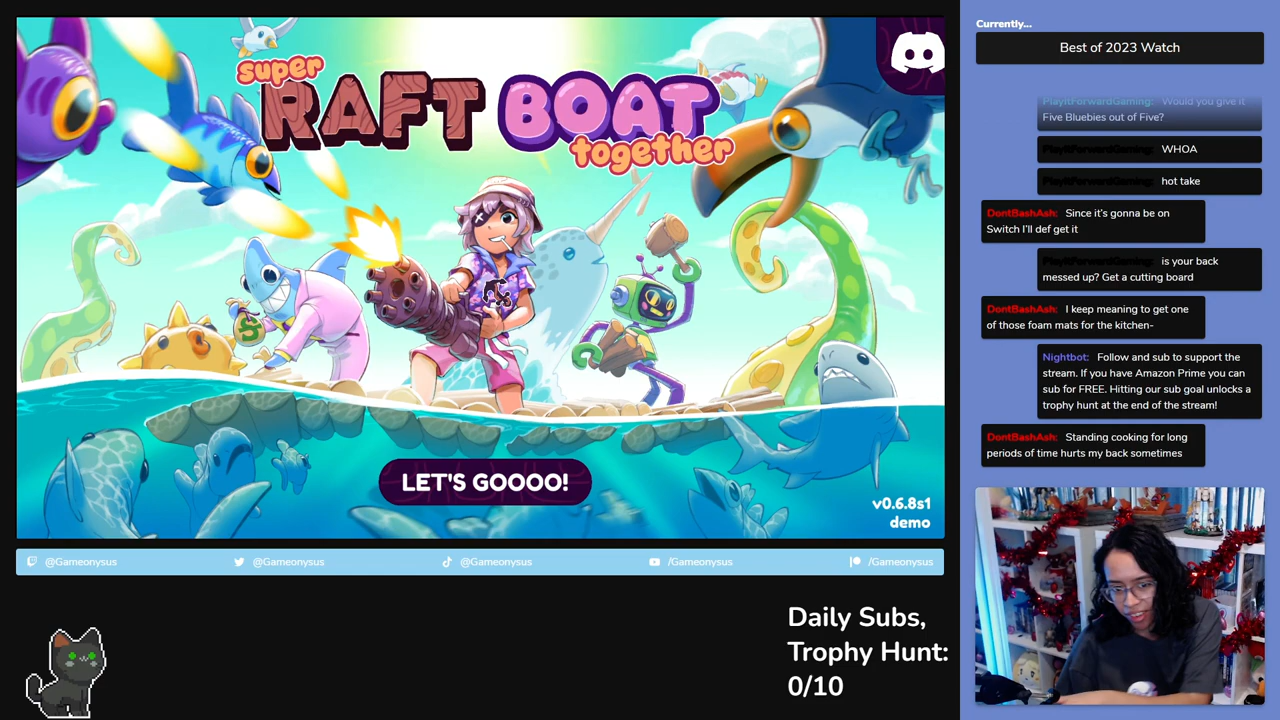 super
RAFT BOAT
together
LET'S GOOOO!
v0.6.8s1
demo
@Gameonysus
@Gameonysus
@Gameonysus
/Gameonysus
/Gameonysus
Daily Subs,
Trophy Hunt:
0/10
Currently...
Best of 2023 Watch
PlayItForwardGaming: Would you give it
Five Bluebies out of Five?
PlayItForwardGaming: WHOA
PlayItForwardGaming: hot take
DontBashAsh: Since it's gonna be on
Switch I'll def get it
PlayItForwardGaming: is your back
messed up? Get a cutting board
DontBashAsh: I keep meaning to get one
of those foam mats for the kitchen-
Nightbot: Follow and sub to support the
stream. If you have Amazon Prime you can
sub for FREE. Hitting our sub goal unlocks a
trophy hunt at the end of the stream!
DontBashAsh: Standing cooking for long
periods of time hurts my back sometimes